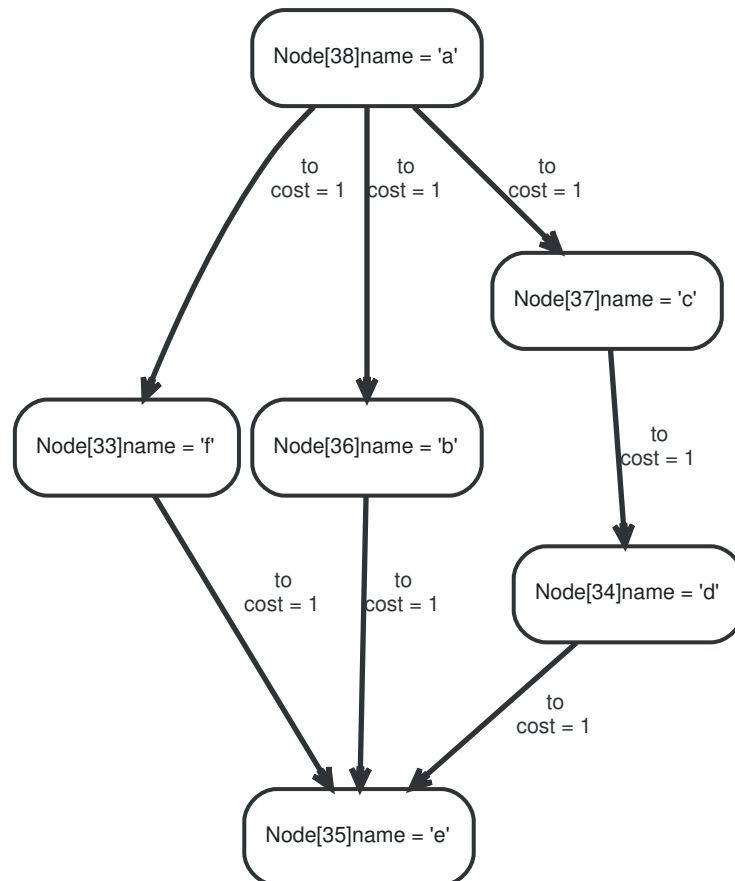 Node[38]name = 'a'
to
cost = 1
to
cost = 1
to
cost = 1
Node[37]name = 'c'
Node[33]name = 'f'
Node[36]name = 'b'
to
cost = 1
to
cost = 1
to
cost = 1
Node[34]name = 'd'
to
cost = 1
Node[35]name = 'e'